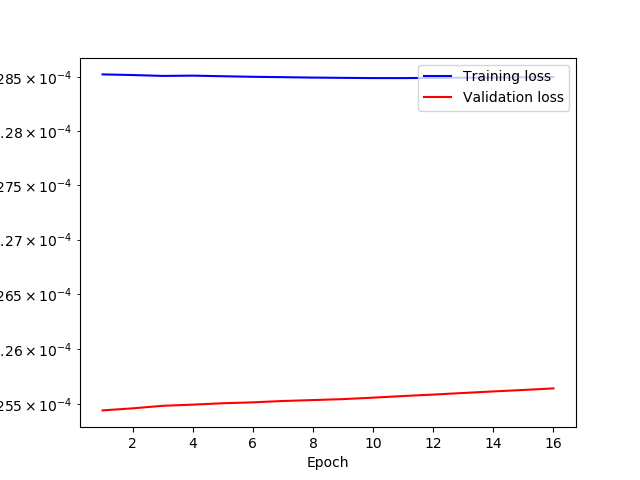 285 × 10⁻⁴
.28 × 10⁻⁴
275 × 10⁻⁴
.27 × 10⁻⁴
265 × 10⁻⁴
.26 × 10⁻⁴
255 × 10⁻⁴
Training loss
Validation loss
2 4 6 8 10 12 14 16
Epoch